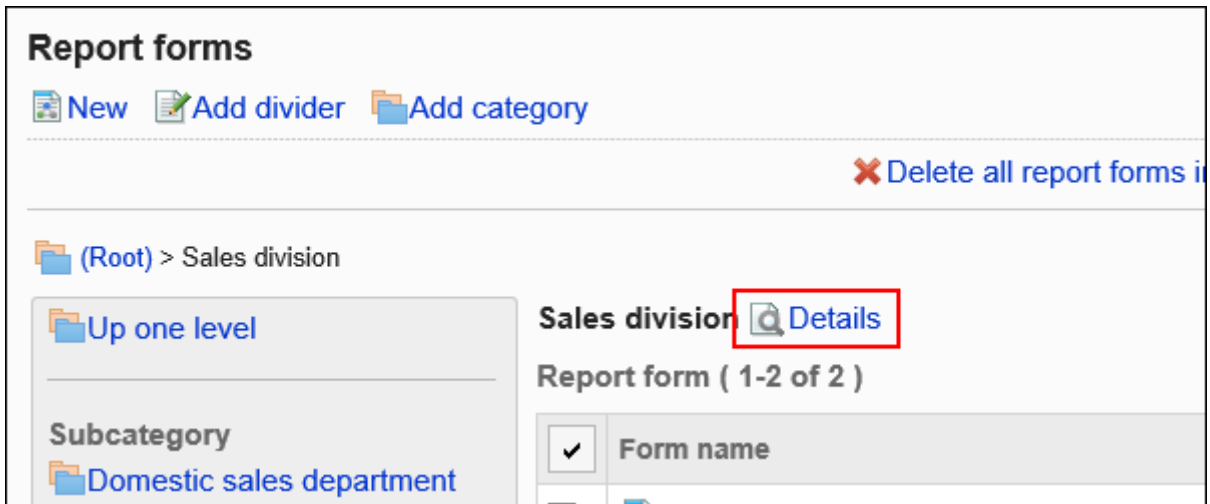 Report forms
New Add divider Add category
Delete all report forms
(Root) > Sales division
Up one level
Sales division Details
Report form ( 1-2 of 2 )
Subcategory
Form name
Domestic sales department